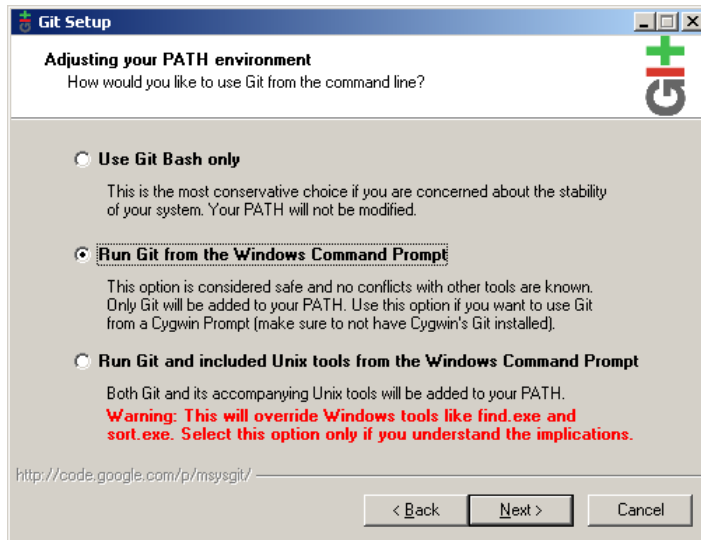 Git Setup
Adjusting your PATH environment
How would you like to use Git from the command line?
GIt
Use Git Bash only
This is the most conservative choice if you are concerned about the stability
of your system. Your PATH will not be modified.
Run Git from the Windows Command Prompt
This option is considered safe and no conflicts with other tools are known.
Only Git will be added to your PATH. Use this option if you want to use Git
from a Cygwin Prompt (make sure to not have Cygwin's Git installed).
Run Git and included Unix tools from the Windows Command Prompt
Both Git and its accompanying Unix tools will be added to your PATH.
Warning: This will override Windows tools like find.exe and
sort.exe. Select this option only if you understand the implications.
http://code.google.com/p/msysgit/
< Back Next > Cancel